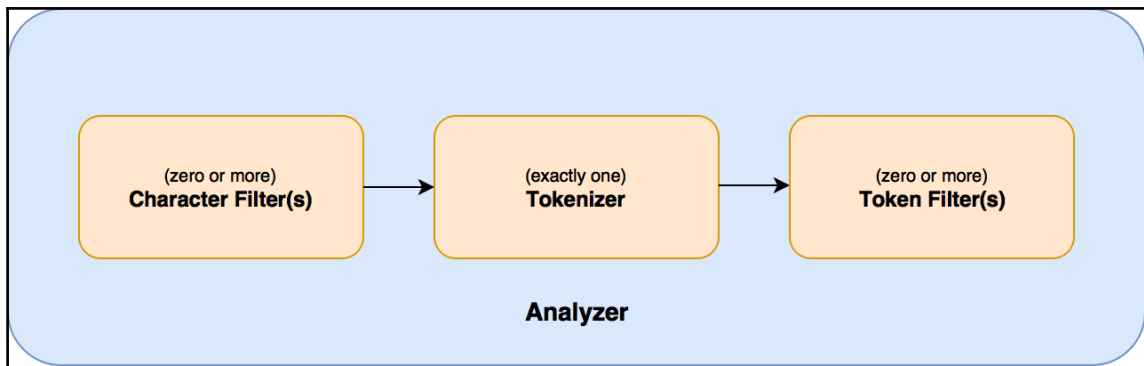 (zero or more)
Character Filter(s)
(exactly one)
Tokenizer
(zero or more)
Token Filter(s)
Analyzer